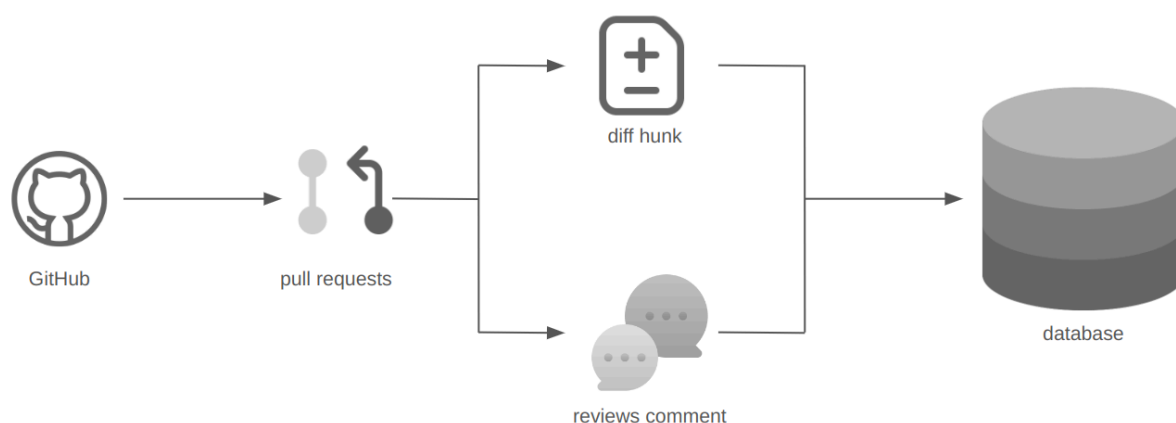 diff hunk
GitHub
pull requests
database
reviews comment